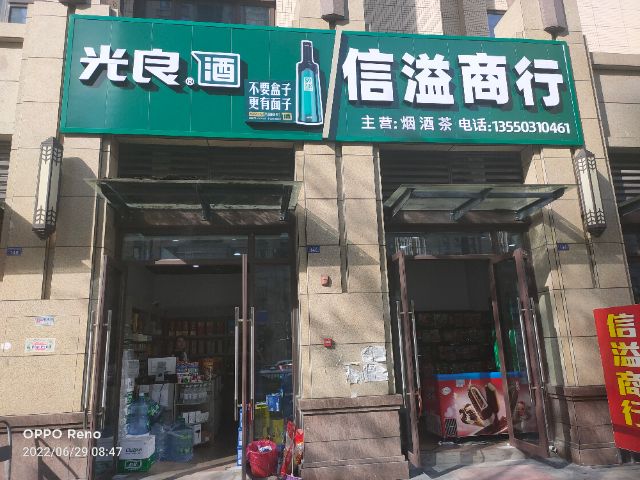 光良®酒
不要盒子
更有面子
信溢商行
主营:烟酒茶 电话:13550310461
信溢商行
OPPO Reno
2022/06/29 08:47